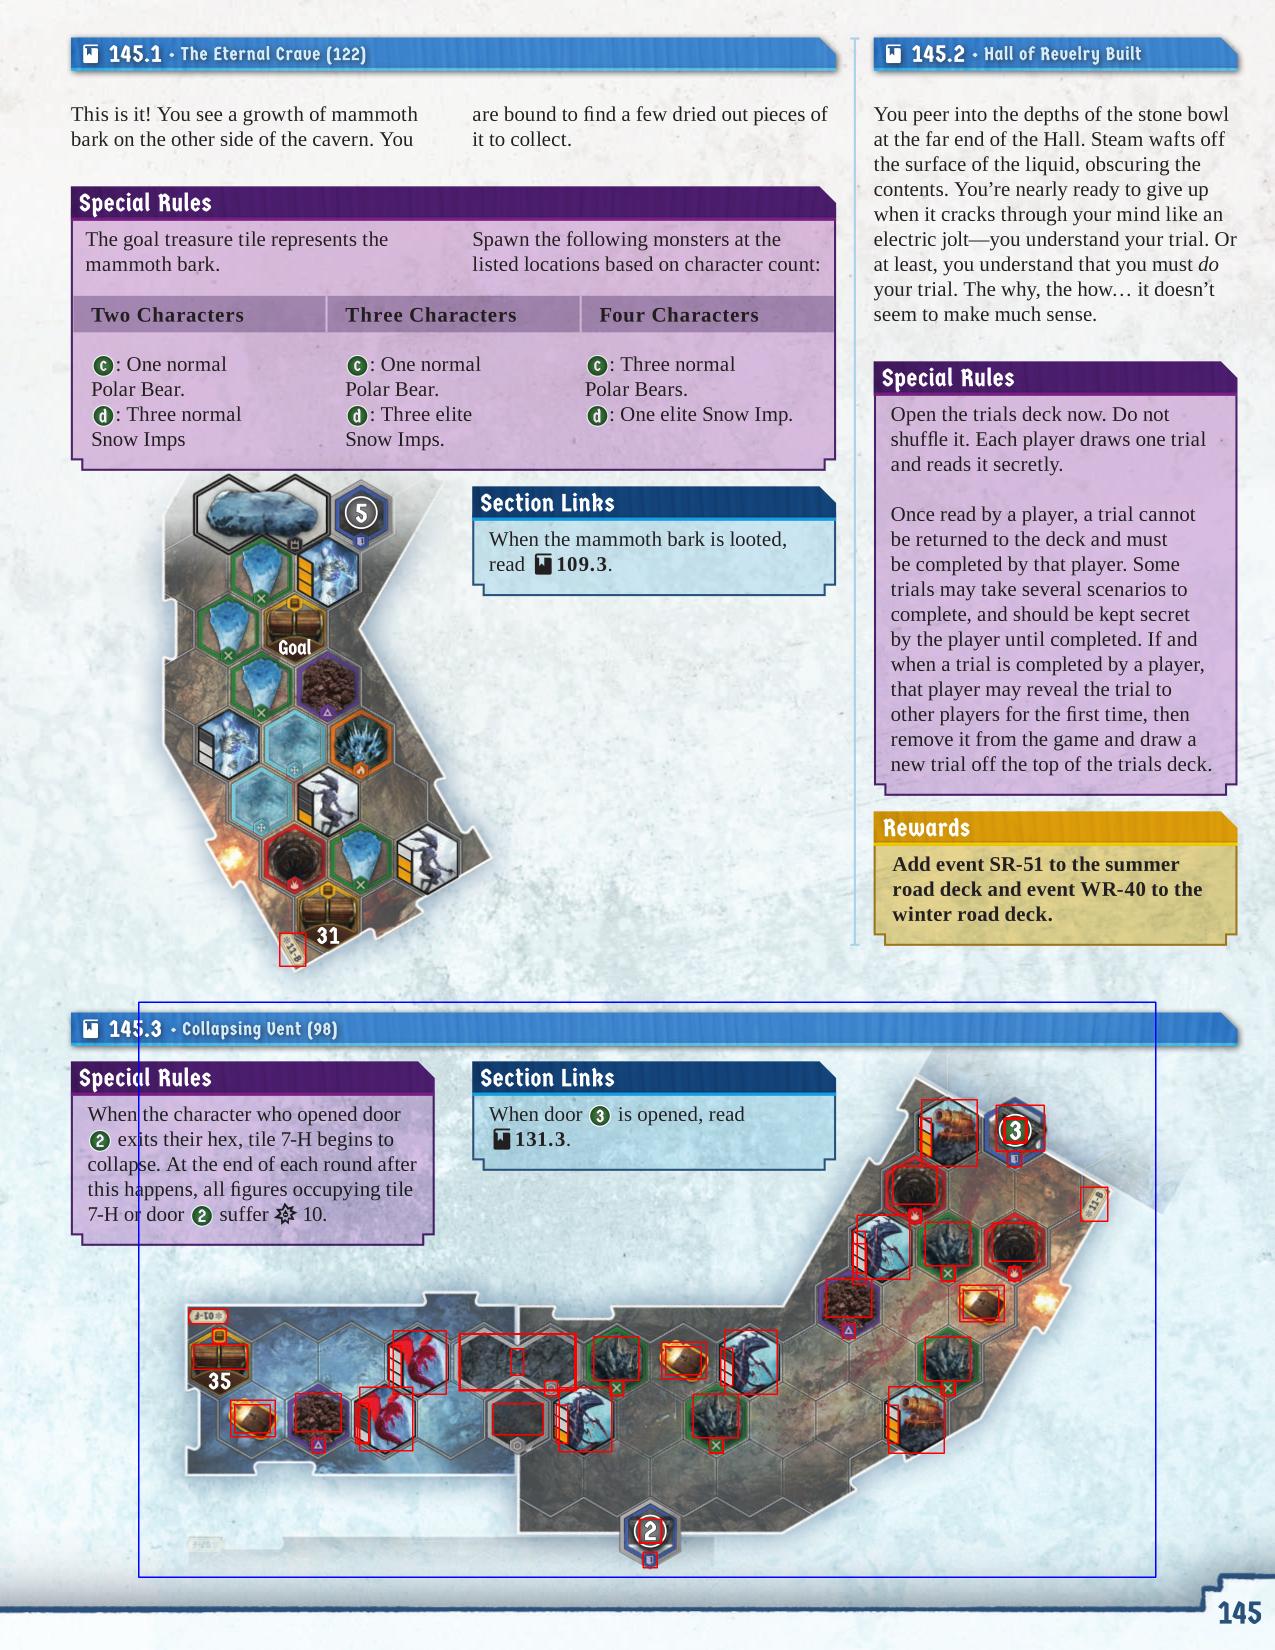 145.1 • The Eternal Crave (122)
This is it! You see a growth of mammoth
bark on the other side of the cavern. You
are bound to find a few dried out pieces of
it to collect.
Special Rules
The goal treasure tile represents the
mammoth bark.
Spawn the following monsters at the
listed locations based on character count:
Two Characters
c: One normal
Polar Bear.
d: Three normal
Snow Imps
Three Characters
c: One normal
Polar Bear.
d: Three elite
Snow Imps.
Four Characters
c: Three normal
Polar Bears.
d: One elite Snow Imp.
5
Goal
31
11-B
Section Links
When the mammoth bark is looted,
read 109.3.
145.2 • Hall of Revelry Built
You peer into the depths of the stone bowl
at the far end of the Hall. Steam wafts off
the surface of the liquid, obscuring the
contents. You’re nearly ready to give up
when it cracks through your mind like an
electric jolt—you understand your trial. Or
at least, you understand that you must do
your trial. The why, the how… it doesn’t
seem to make much sense.
Special Rules
Open the trials deck now. Do not
shuffle it. Each player draws one trial
and reads it secretly.
Once read by a player, a trial cannot
be returned to the deck and must
be completed by that player. Some
trials may take several scenarios to
complete, and should be kept secret
by the player until completed. If and
when a trial is completed by a player,
that player may reveal the trial to
other players for the first time, then
remove it from the game and draw a
new trial off the top of the trials deck.
Rewards
Add event SR-51 to the summer
road deck and event WR-40 to the
winter road deck.
145.3 • Collapsing Vent (98)
Special Rules
When the character who opened door
2 exits their hex, tile 7-H begins to
collapse. At the end of each round after
this happens, all figures occupying tile
7-H or door 2 suffer 10.
Section Links
When door 3 is opened, read
131.3.
3
11-B
01-F
35
2
145